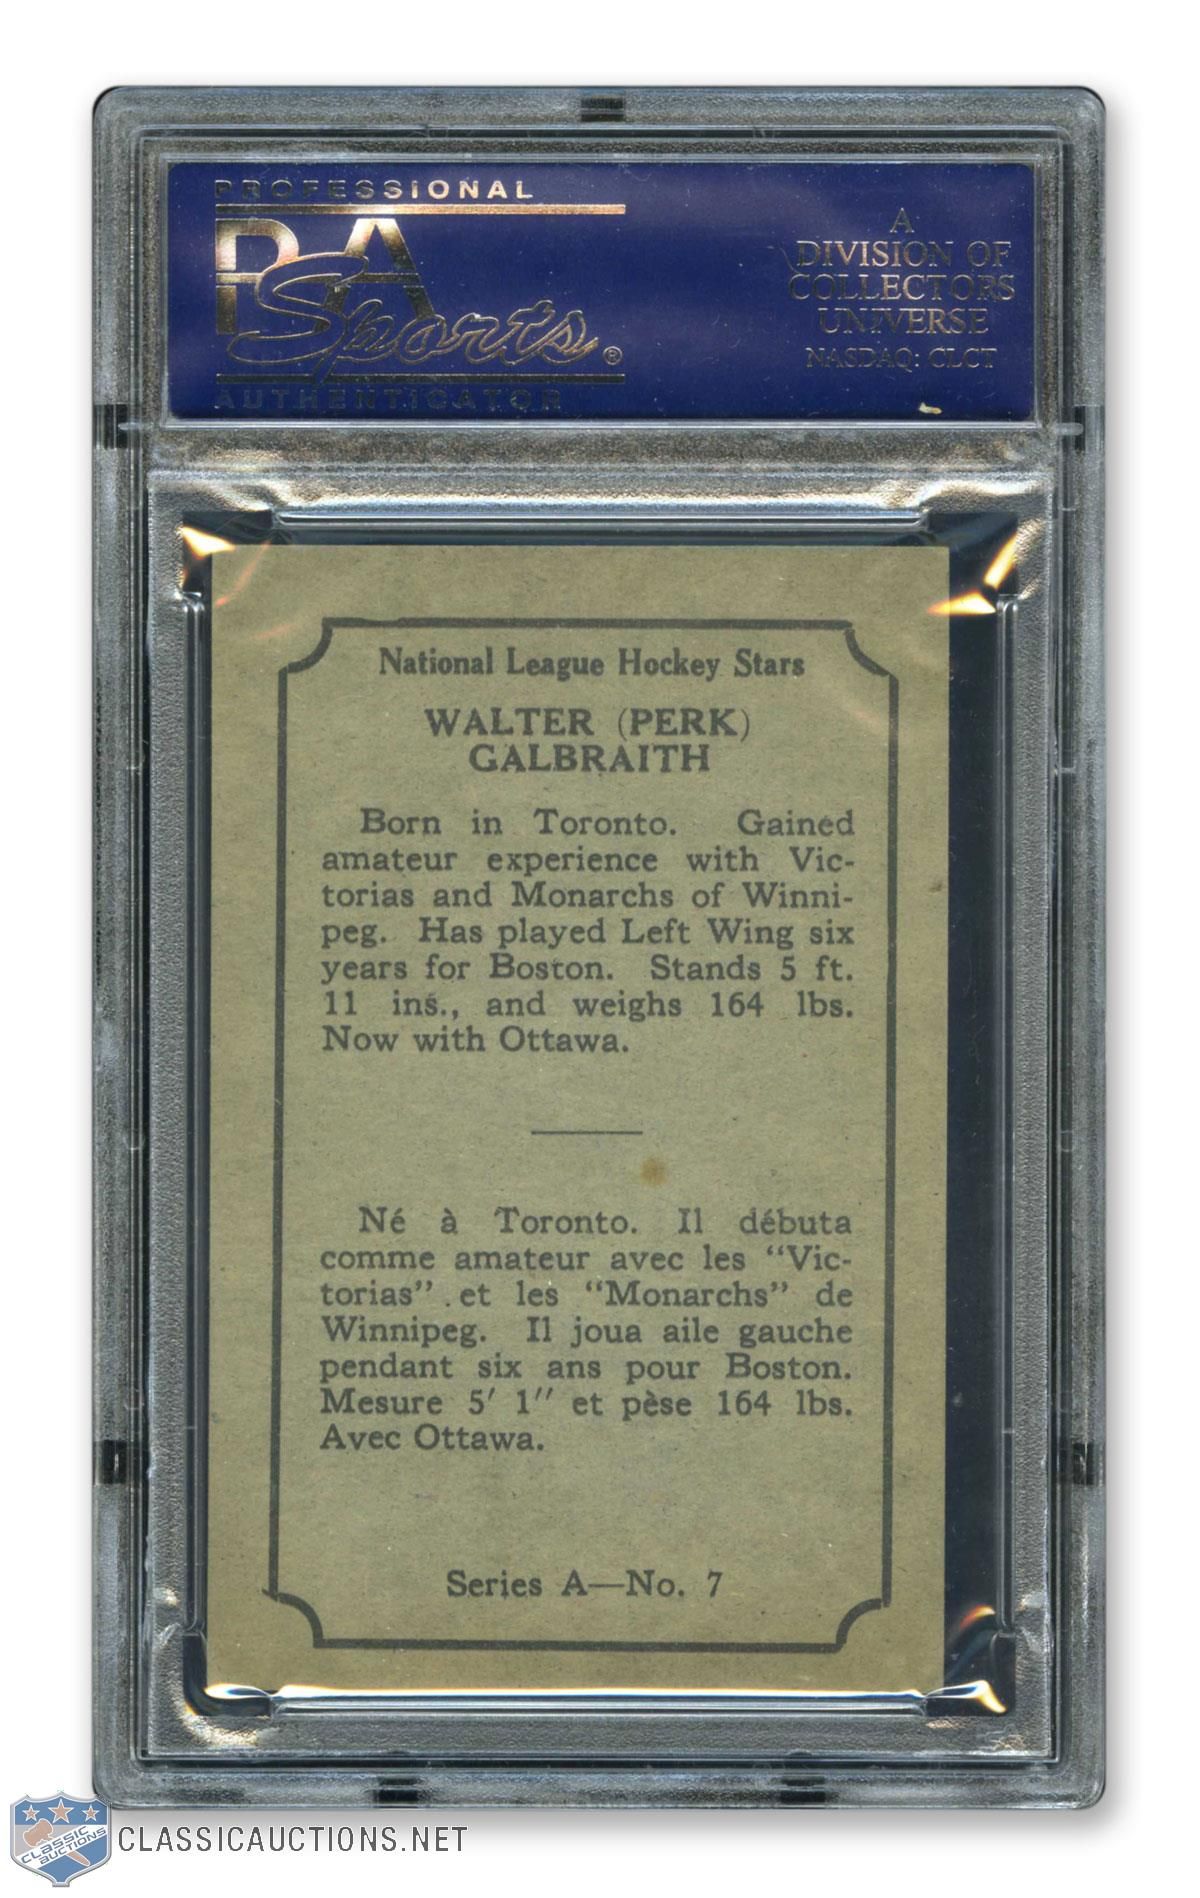 PROFESSIONAL
PSA
Sports®
AUTHENTICATOR
A
DIVISION OF
COLLECTORS
UNIVERSE
NASDAQ: CLCT
National League Hockey Stars
WALTER (PERK)
GALBRAITH
Born in Toronto. Gained
amateur experience with Vic-
torias and Monarchs of Winni-
peg. Has played Left Wing six
years for Boston. Stands 5 ft.
11 ins., and weighs 164 lbs.
Now with Ottawa.
Né à Toronto. Il débuta
comme amateur avec les "Vic-
torias" et les "Monarchs" de
Winnipeg. Il joua aile gauche
pendant six ans pour Boston.
Mesure 5' 1" et pèse 164 lbs.
Avec Ottawa.
Series A—No. 7
CLASSIC
AUCTIONS
CLASSICAUCTIONS.NET